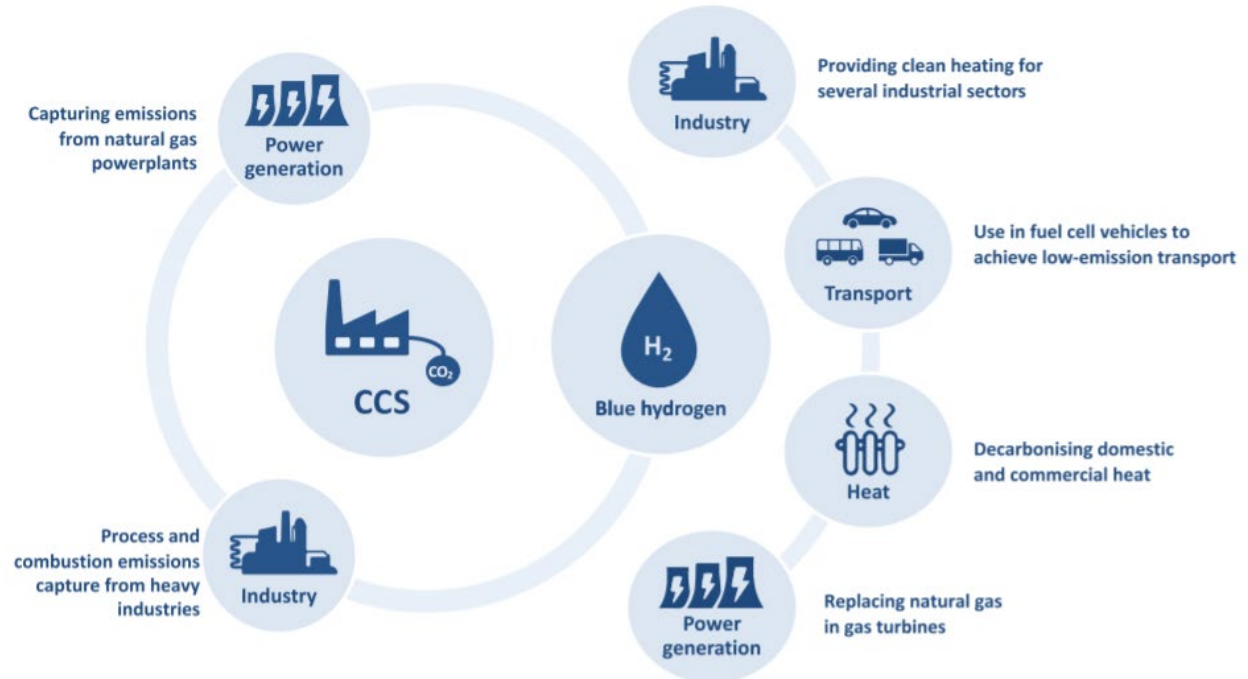 Capturing emissions
from natural gas
powerplants
Power
generation
CO₂
CCS
Process and
combustion emissions
capture from heavy
industries
Industry
H₂
Blue hydrogen
Industry
Providing clean heating for
several industrial sectors
Transport
Use in fuel cell vehicles to
achieve low-emission transport
Heat
Decarbonising domestic
and commercial heat
Power
generation
Replacing natural gas
in gas turbines